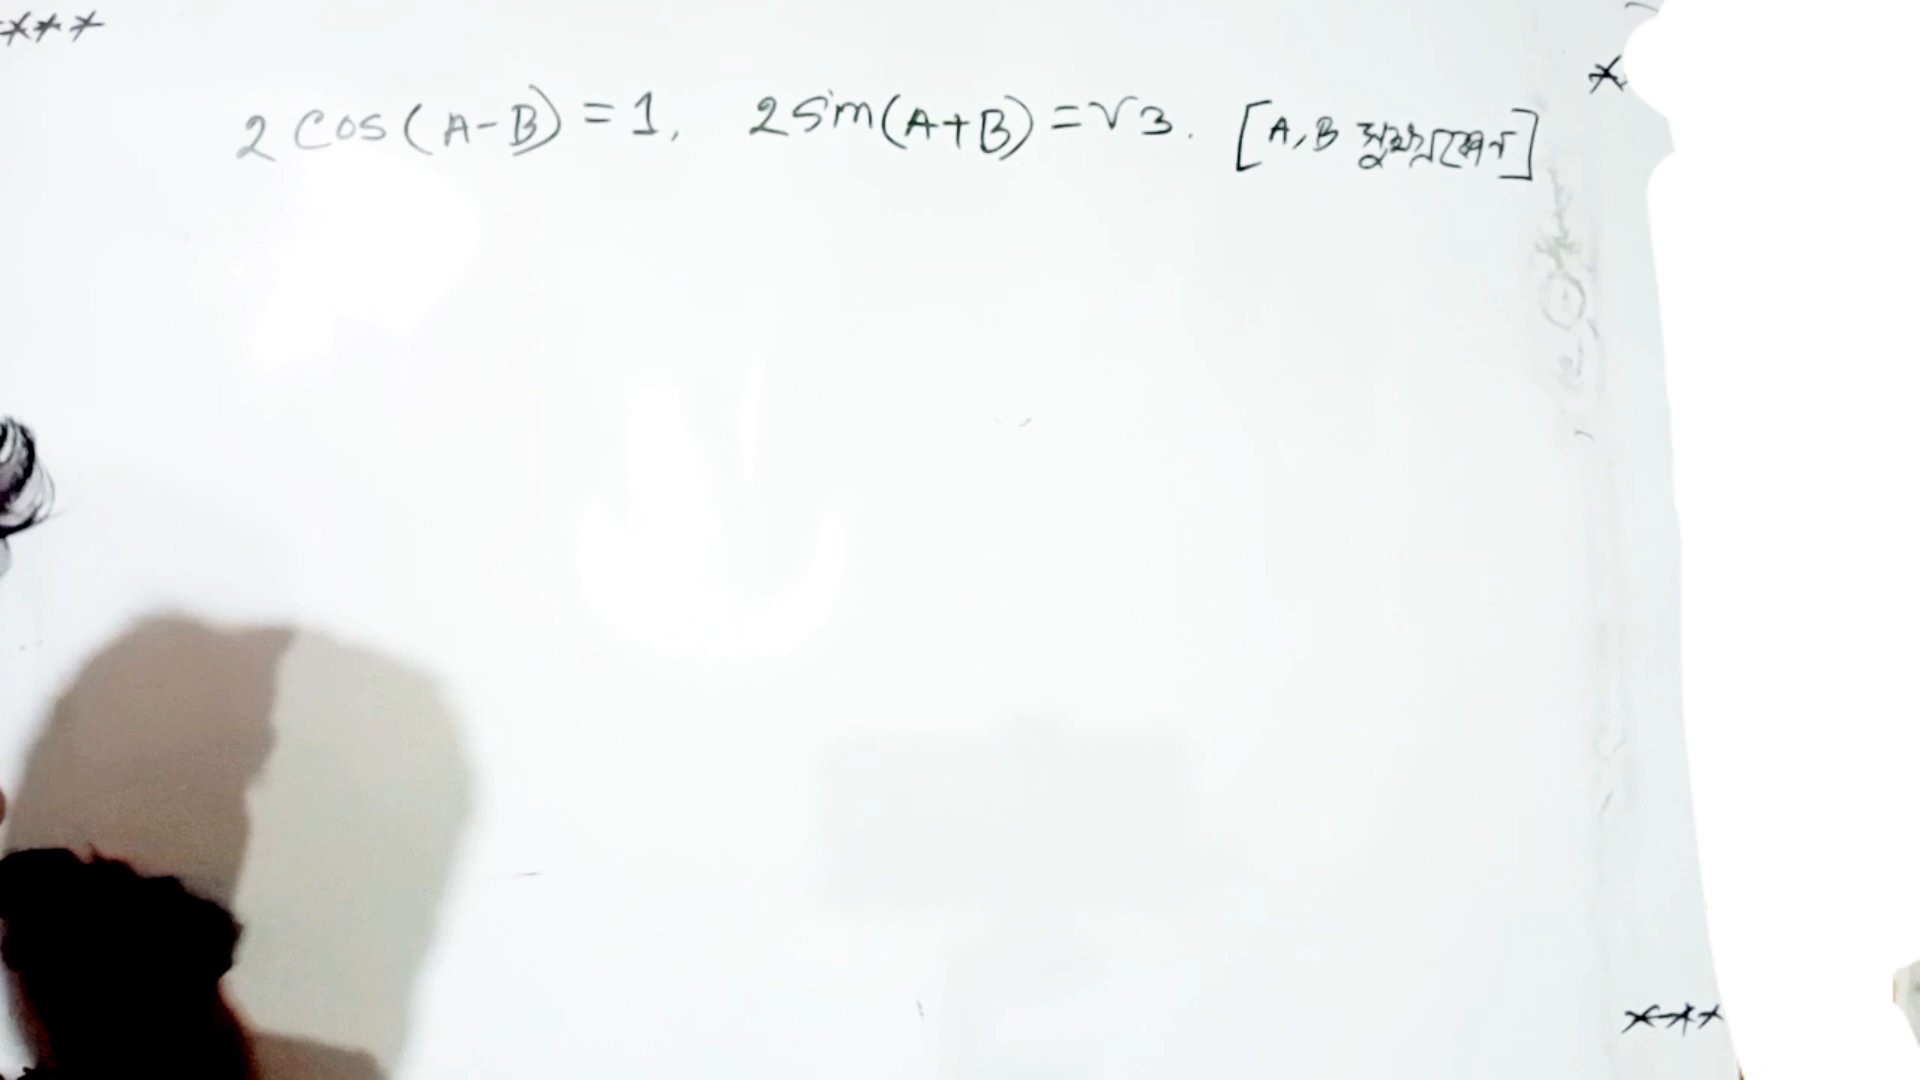 ***
2 cos(A-B) = 1, 2 sin(A+B) = √3. [A, B সূক্ষ্মকোণ]
*
***